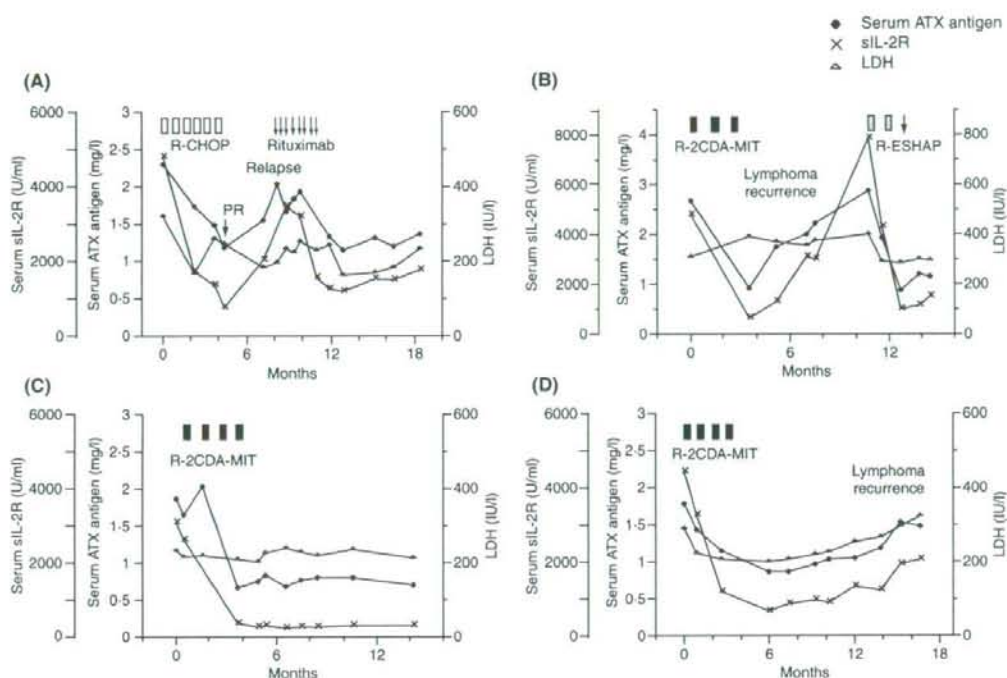 Serum ATX antigen
sIL-2R
LDH
(A)
Serum sIL-2R (U/ml)
6000
4000
2000
0
Serum ATX antigen (mg/l)
3
2·5
2
1·5
1
0·5
0
R-CHOP
PR
Relapse
Rituximab
600
400
200
0
LDH (IU/l)
0 6 12 18
Months
(B)
Serum sIL-2R (U/ml)
8000
6000
4000
2000
0
Serum ATX antigen (mg/l)
4
3
2
1
0
R-2CDA-MIT
Lymphoma
recurrence
R-ESHAP
800
600
400
200
0
LDH (IU/l)
0 6 12
Months
(C)
Serum sIL-2R (U/ml)
6000
4000
2000
0
Serum ATX antigen (mg/l)
3
2·5
2
1·5
1
0·5
0
R-2CDA-MIT
600
400
200
0
LDH (IU/l)
0 6 12
Months
(D)
Serum sIL-2R (U/ml)
6000
4000
2000
0
Serum ATX antigen (mg/l)
3
2·5
2
1·5
1
0·5
0
R-2CDA-MIT
Lymphoma
recurrence
600
400
200
0
LDH (IU/l)
0 6 12 18
Months